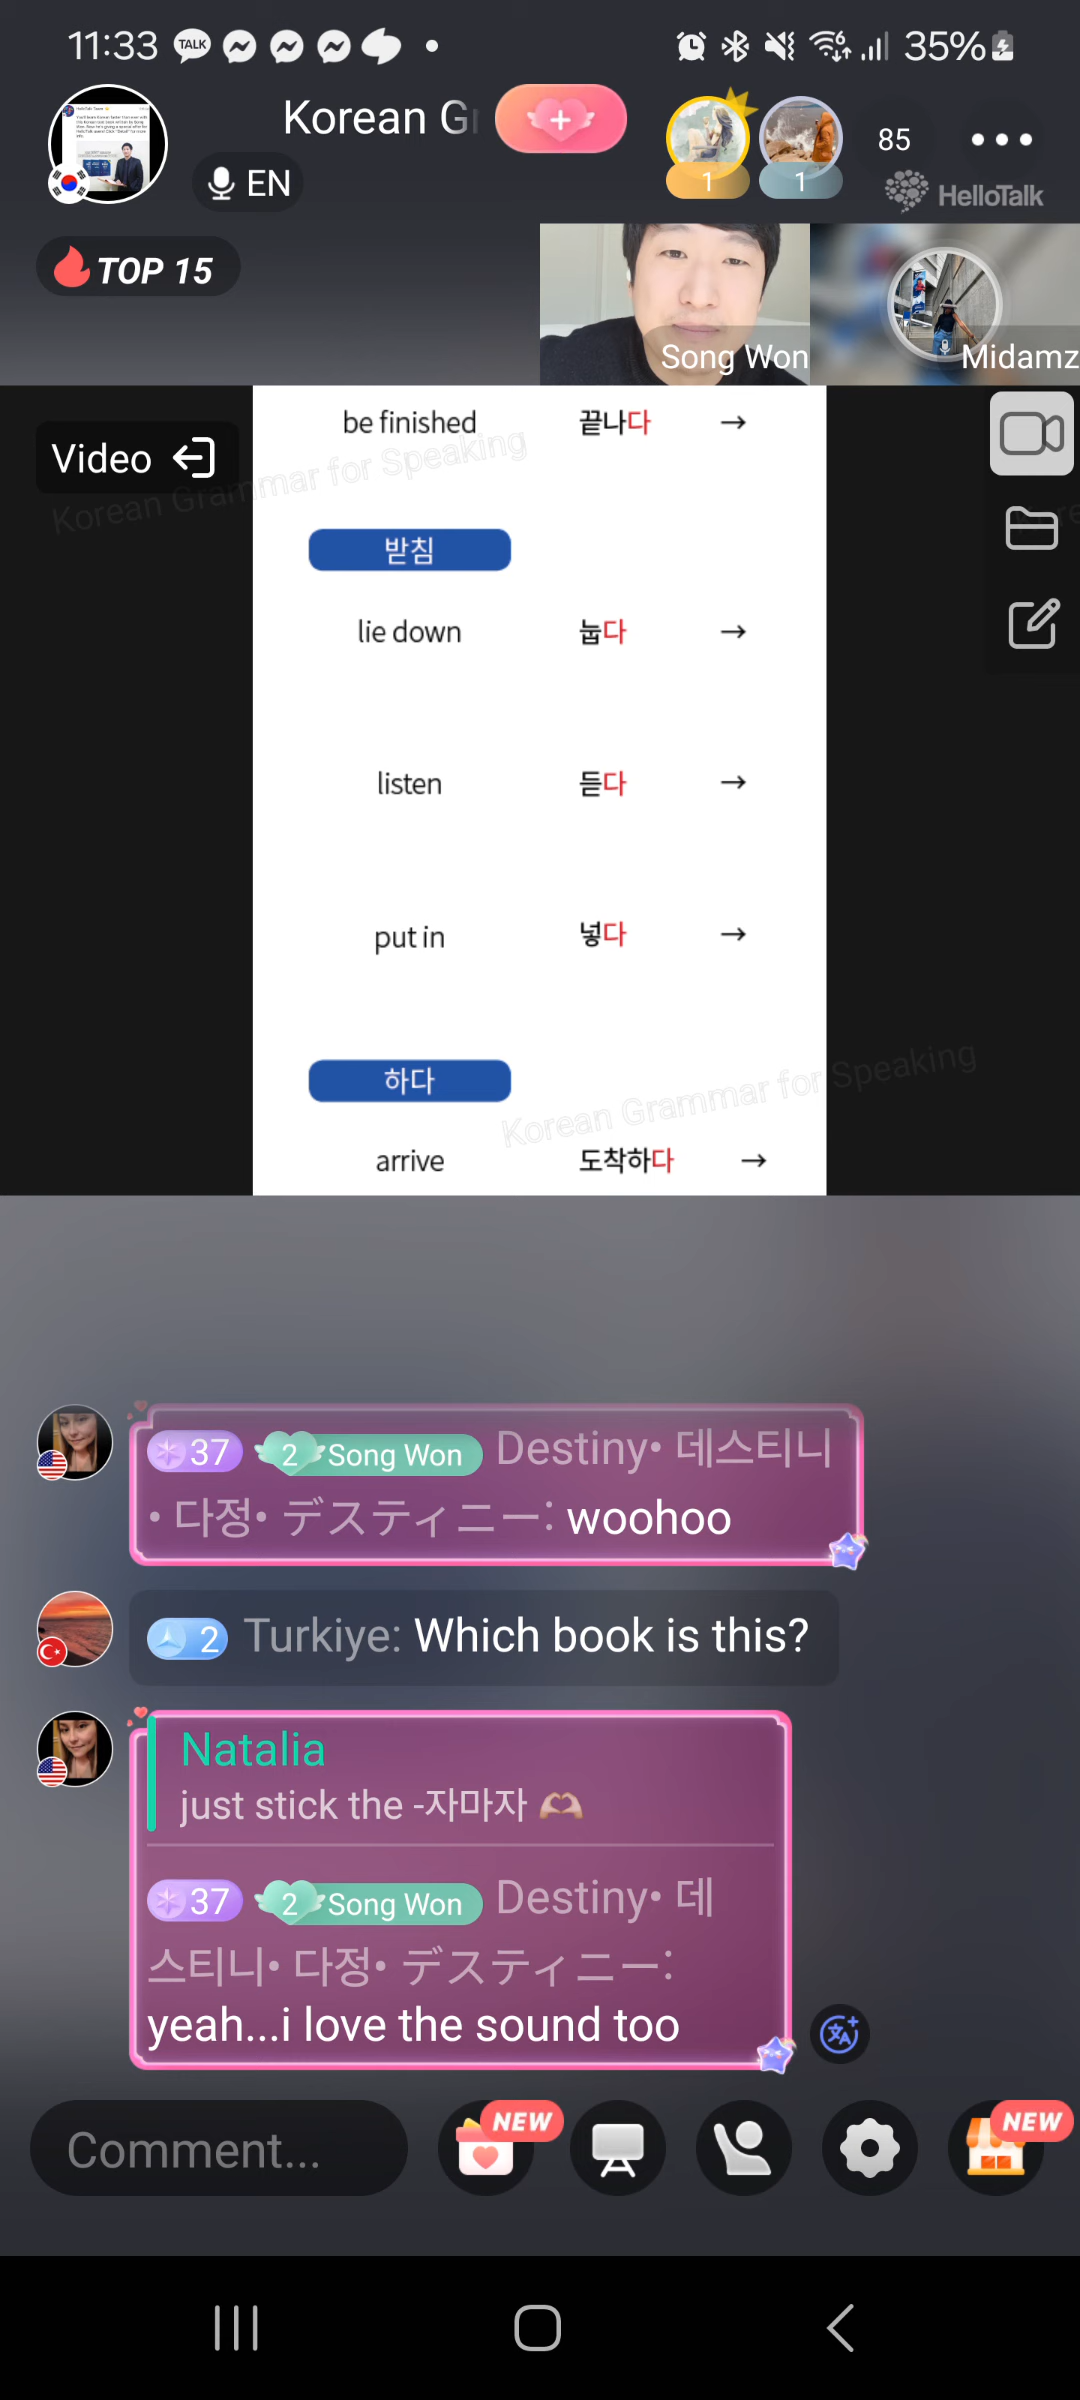 11:33
TALK
35%
Korean Gr
85
EN
1
1
HelloTalk
TOP 15
Song Won
Midamz
Video
be finished 끝나다 →
Korean Grammar for Speaking
받침
lie down 눕다 →
listen 듣다 →
put in 넣다 →
하다
Korean Grammar for Speaking
arrive 도착하다 →
37 2 Song Won Destiny• 데스티니
• 다정• デスティニー: woohoo
2 Turkiye: Which book is this?
Natalia
just stick the -자마자
37 2 Song Won Destiny• 데
스티니• 다정• デスティニー:
yeah...i love the sound too
Comment...
NEW
NEW